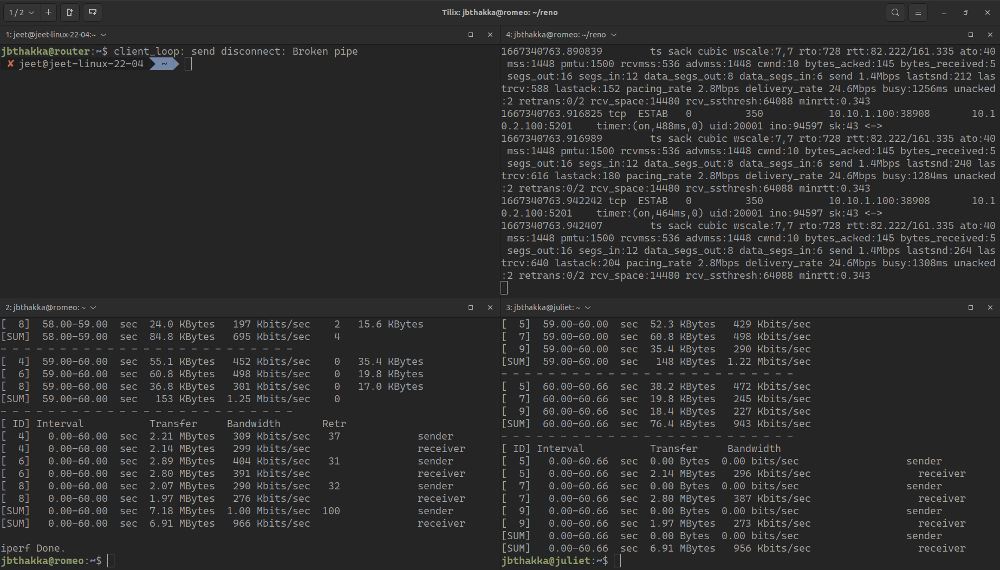 1 / 2
Tilix: jbthakka@romeo: ~/reno
1: jeet@jeet-linux-22-04:~
jbthakka@router:~$ client_loop: send disconnect: Broken pipe
✘ jeet@jeet-linux-22-04 ~
4: jbthakka@romeo: ~/reno
1667340763.890839        ts sack cubic wscale:7,7 rto:728 rtt:82.222/161.335 ato:40
mss:1448 pmtu:1500 rcvmss:536 advmss:1448 cwnd:10 bytes_acked:145 bytes_received:5
segs_out:16 segs_in:12 data_segs_out:8 data_segs_in:6 send 1.4Mbps lastsnd:212 las
trcv:588 lastack:152 pacing_rate 2.8Mbps delivery_rate 24.6Mbps busy:1256ms unacked
:2 retrans:0/2 rcv_space:14480 rcv_ssthresh:64088 minrtt:0.343
1667340763.916825 tcp  ESTAB   0         350           10.10.1.100:38908       10.1
0.2.100:5201    timer:(on,488ms,0) uid:20001 ino:94597 sk:43 <->
1667340763.916989        ts sack cubic wscale:7,7 rto:728 rtt:82.222/161.335 ato:40
mss:1448 pmtu:1500 rcvmss:536 advmss:1448 cwnd:10 bytes_acked:145 bytes_received:5
segs_out:16 segs_in:12 data_segs_out:8 data_segs_in:6 send 1.4Mbps lastsnd:240 las
trcv:616 lastack:180 pacing_rate 2.8Mbps delivery_rate 24.6Mbps busy:1284ms unacked
:2 retrans:0/2 rcv_space:14480 rcv_ssthresh:64088 minrtt:0.343
1667340763.942242 tcp  ESTAB   0         350           10.10.1.100:38908       10.1
0.2.100:5201    timer:(on,464ms,0) uid:20001 ino:94597 sk:43 <->
1667340763.942407        ts sack cubic wscale:7,7 rto:728 rtt:82.222/161.335 ato:40
mss:1448 pmtu:1500 rcvmss:536 advmss:1448 cwnd:10 bytes_acked:145 bytes_received:5
segs_out:16 segs_in:12 data_segs_out:8 data_segs_in:6 send 1.4Mbps lastsnd:264 las
trcv:640 lastack:204 pacing_rate 2.8Mbps delivery_rate 24.6Mbps busy:1308ms unacked
:2 retrans:0/2 rcv_space:14480 rcv_ssthresh:64088 minrtt:0.343
2: jbthakka@romeo: ~
[  8]  58.00-59.00  sec  24.0 KBytes   197 Kbits/sec    2   15.6 KBytes
[SUM]  58.00-59.00  sec  84.8 KBytes   695 Kbits/sec    4
- - - - - - - - - - - - - - - - - - - - - - - - -
[  4]  59.00-60.00  sec  55.1 KBytes   452 Kbits/sec    0   35.4 KBytes
[  6]  59.00-60.00  sec  60.8 KBytes   498 Kbits/sec    0   19.8 KBytes
[  8]  59.00-60.00  sec  36.8 KBytes   301 Kbits/sec    0   17.0 KBytes
[SUM]  59.00-60.00  sec   153 KBytes  1.25 Mbits/sec    0
- - - - - - - - - - - - - - - - - - - - - - - - -
[ ID] Interval           Transfer     Bandwidth       Retr
[  4]   0.00-60.00  sec  2.21 MBytes   309 Kbits/sec   37             sender
[  4]   0.00-60.00  sec  2.14 MBytes   299 Kbits/sec                  receiver
[  6]   0.00-60.00  sec  2.89 MBytes   404 Kbits/sec   31             sender
[  6]   0.00-60.00  sec  2.80 MBytes   391 Kbits/sec                  receiver
[  8]   0.00-60.00  sec  2.07 MBytes   290 Kbits/sec   32             sender
[  8]   0.00-60.00  sec  1.97 MBytes   276 Kbits/sec                  receiver
[SUM]   0.00-60.00  sec  7.18 MBytes  1.00 Mbits/sec  100             sender
[SUM]   0.00-60.00  sec  6.91 MBytes   966 Kbits/sec                  receiver
iperf Done.
jbthakka@romeo:~$
3: jbthakka@juliet: ~
[  5]  59.00-60.00  sec  52.3 KBytes   429 Kbits/sec
[  7]  59.00-60.00  sec  60.8 KBytes   498 Kbits/sec
[  9]  59.00-60.00  sec  35.4 KBytes   290 Kbits/sec
[SUM]  59.00-60.00  sec   148 KBytes  1.22 Mbits/sec
- - - - - - - - - - - - - - - - - - - - - - - - -
[  5]  60.00-60.66  sec  38.2 KBytes   472 Kbits/sec
[  7]  60.00-60.66  sec  19.8 KBytes   245 Kbits/sec
[  9]  60.00-60.66  sec  18.4 KBytes   227 Kbits/sec
[SUM]  60.00-60.66  sec  76.4 KBytes   943 Kbits/sec
- - - - - - - - - - - - - - - - - - - - - - - - -
[ ID] Interval           Transfer     Bandwidth
[  5]   0.00-60.66  sec  0.00 Bytes  0.00 bits/sec                  sender
[  5]   0.00-60.66  sec  2.14 MBytes   296 Kbits/sec                  receiver
[  7]   0.00-60.66  sec  0.00 Bytes  0.00 bits/sec                  sender
[  7]   0.00-60.66  sec  2.80 MBytes   387 Kbits/sec                  receiver
[  9]   0.00-60.66  sec  0.00 Bytes  0.00 bits/sec                  sender
[  9]   0.00-60.66  sec  1.97 MBytes   273 Kbits/sec                  receiver
[SUM]   0.00-60.66  sec  0.00 Bytes  0.00 bits/sec                  sender
[SUM]   0.00-60.66  sec  6.91 MBytes   956 Kbits/sec                  receiver
jbthakka@juliet:~$